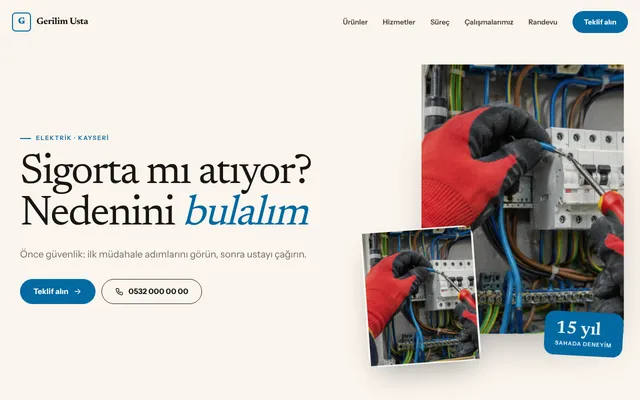 G
Gerilim Usta
Ürünler
Hizmetler
Süreç
Çalışmalarımız
Randevu
Teklif alın
ELEKTRİK · KAYSERİ
Sigorta mı atıyor?
Nedenini bulalım
Önce güvenlik: ilk müdahale adımlarını görün, sonra ustayı çağırın.
Teklif alın →
0532 000 00 00
15 yıl
SAHADA DENEYİM